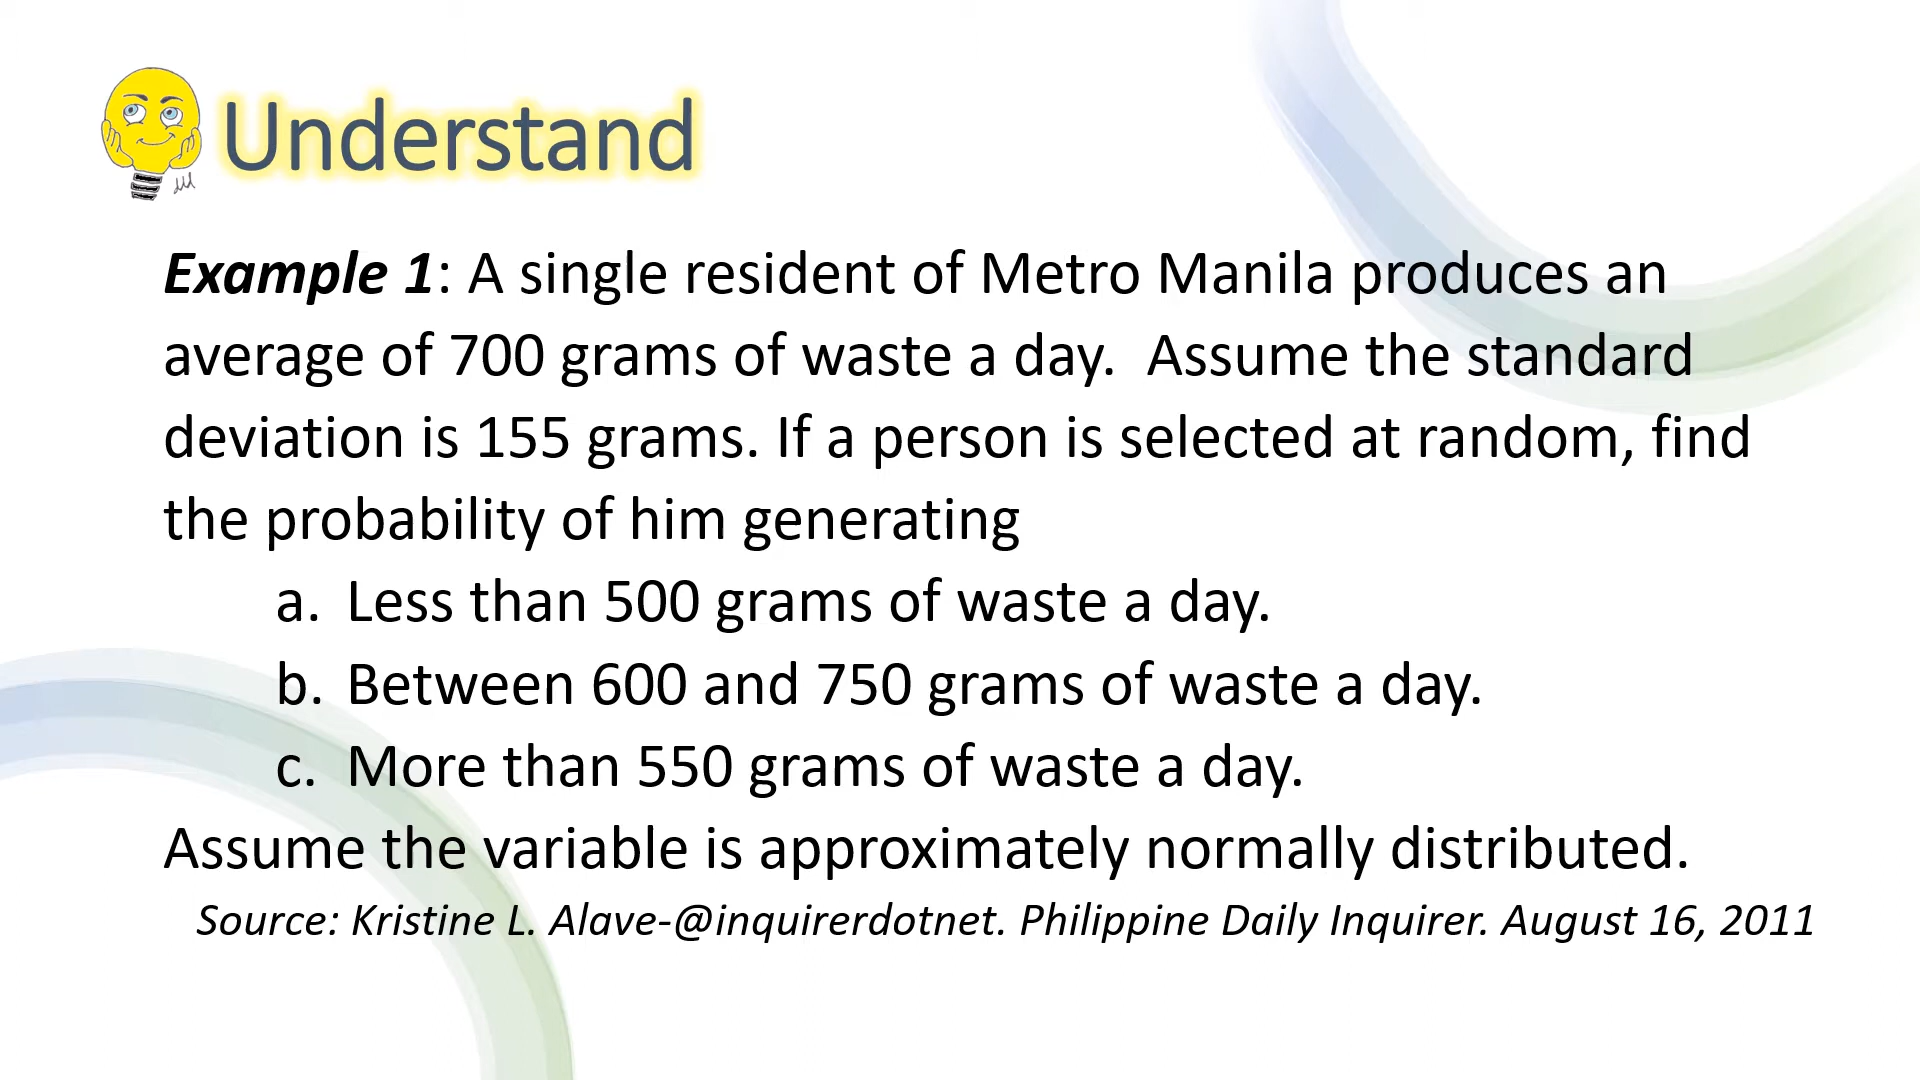 Understand
Example 1: A single resident of Metro Manila produces an
average of 700 grams of waste a day.  Assume the standard
deviation is 155 grams. If a person is selected at random, find
the probability of him generating
a. Less than 500 grams of waste a day.
b. Between 600 and 750 grams of waste a day.
c. More than 550 grams of waste a day.
Assume the variable is approximately normally distributed.
Source: Kristine L. Alave-@inquirerdotnet. Philippine Daily Inquirer. August 16, 2011